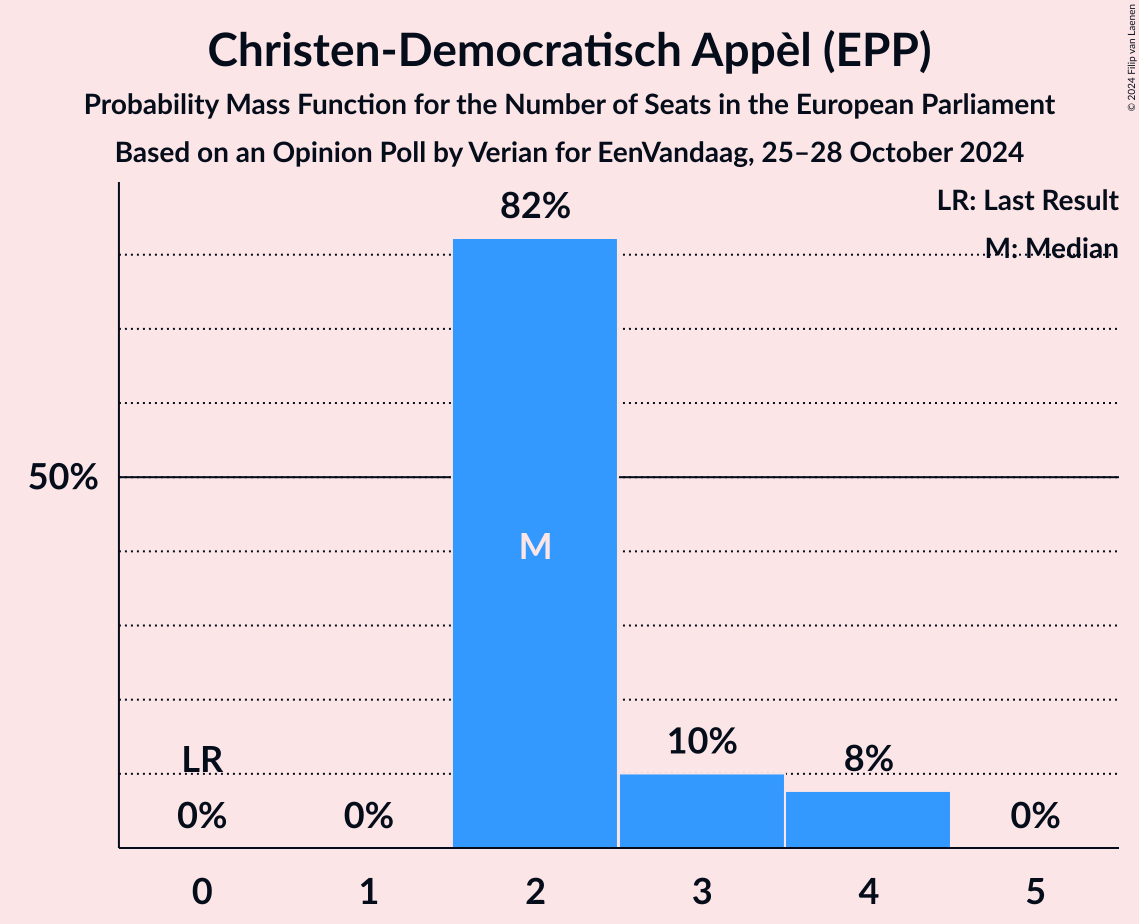 Christen-Democratisch Appèl (EPP)
Probability Mass Function for the Number of Seats in the European Parliament
Based on an Opinion Poll by Verian for EenVandaag, 25–28 October 2024
© 2024 Filip van Laenen
LR: Last Result
M: Median
82%
50%
M
10%
LR
8%
0%
0%
0%
0 1 2 3 4 5